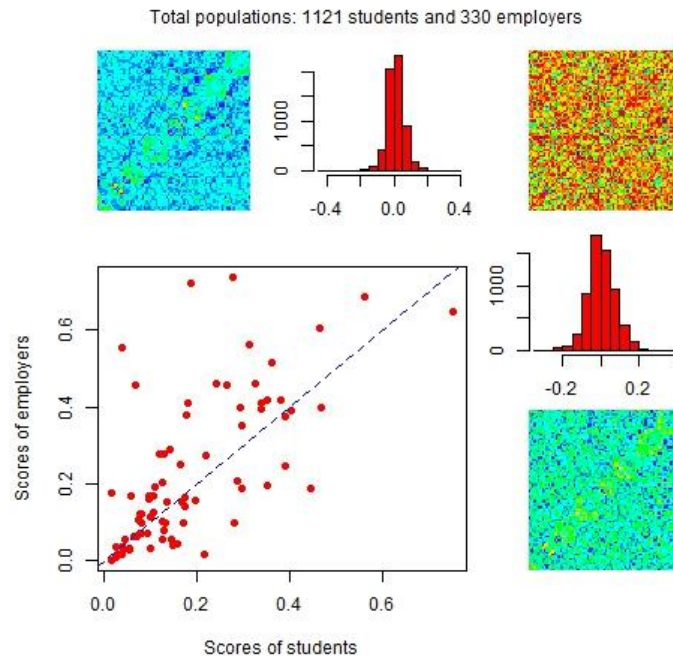 Total populations: 1121 students and 330 employers
0 1000
-0.4 0.0 0.4
0 1000
-0.2 0.2
0.0 0.2 0.4 0.6
Scores of employers
0.0 0.2 0.4 0.6
Scores of students